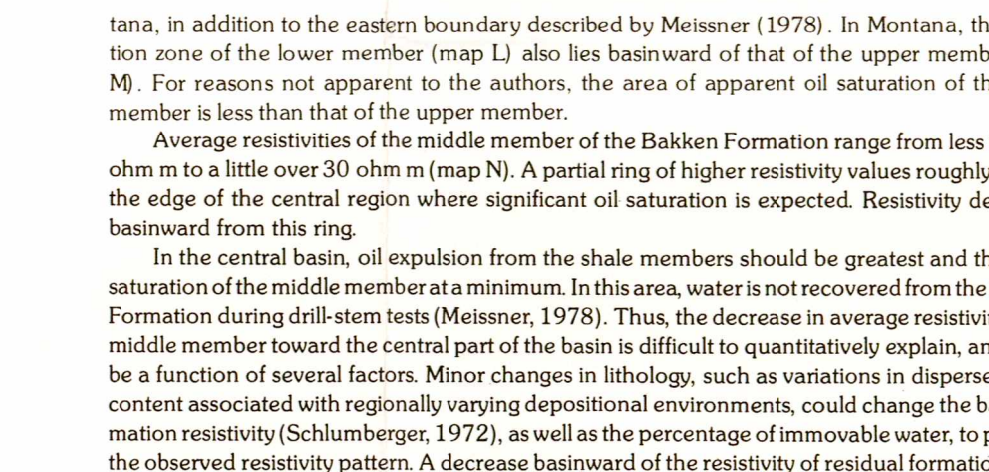 tana, in addition to the eastern boundary described by Meissner (1978). In Montana, th
tion zone of the lower member (map L) also lies basinward of that of the upper memb
M). For reasons not apparent to the authors, the area of apparent oil saturation of th
member is less than that of the upper member.
Average resistivities of the middle member of the Bakken Formation range from less
ohm m to a little over 30 ohm m (map N). A partial ring of higher resistivity values roughly
the edge of the central region where significant oil saturation is expected. Resistivity de
basinward from this ring.
In the central basin, oil expulsion from the shale members should be greatest and th
saturation of the middle member at a minimum. In this area, water is not recovered from the
Formation during drill-stem tests (Meissner, 1978). Thus, the decrease in average resistivi
middle member toward the central part of the basin is difficult to quantitatively explain, an
be a function of several factors. Minor changes in lithology, such as variations in disperse
content associated with regionally varying depositional environments, could change the b
mation resistivity (Schlumberger, 1972), as well as the percentage of immovable water, to p
the observed resistivity pattern. A decrease basinward of the resistivity of residual formatio